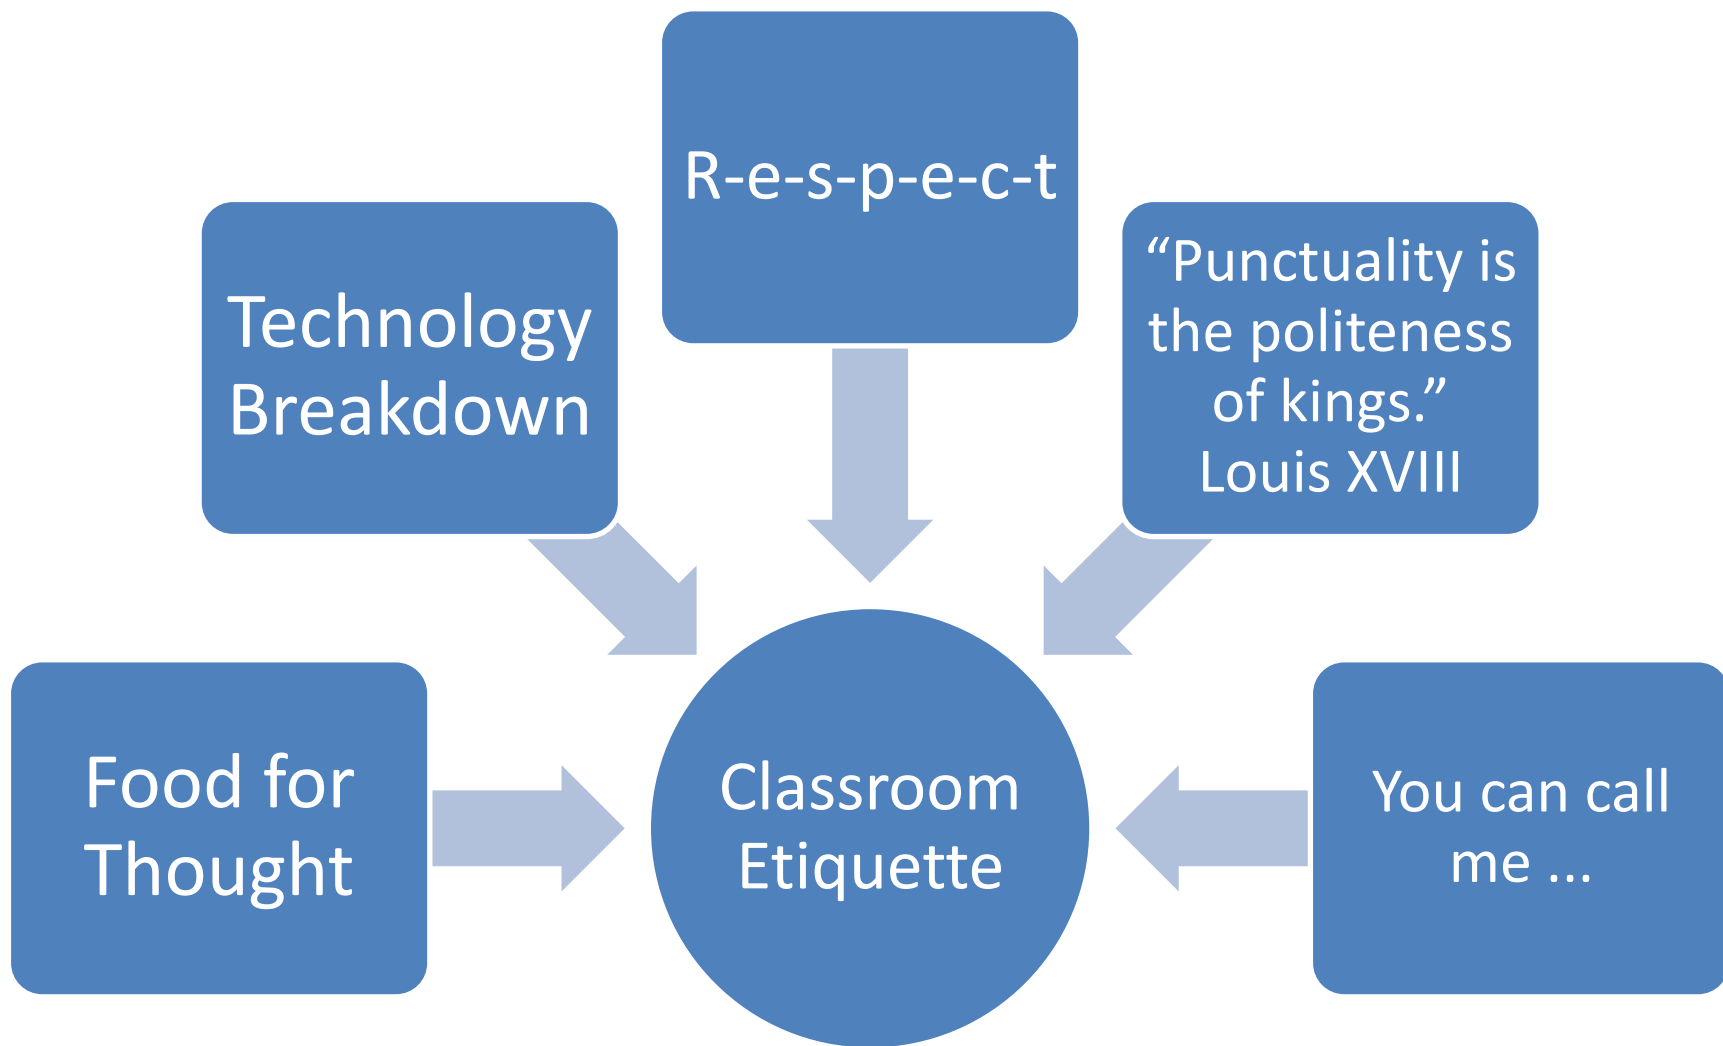 R-e-s-p-e-c-t
Technology
Breakdown
“Punctuality is
the politeness
of kings.”
Louis XVIII
Food for
Thought
Classroom
Etiquette
You can call
me ...